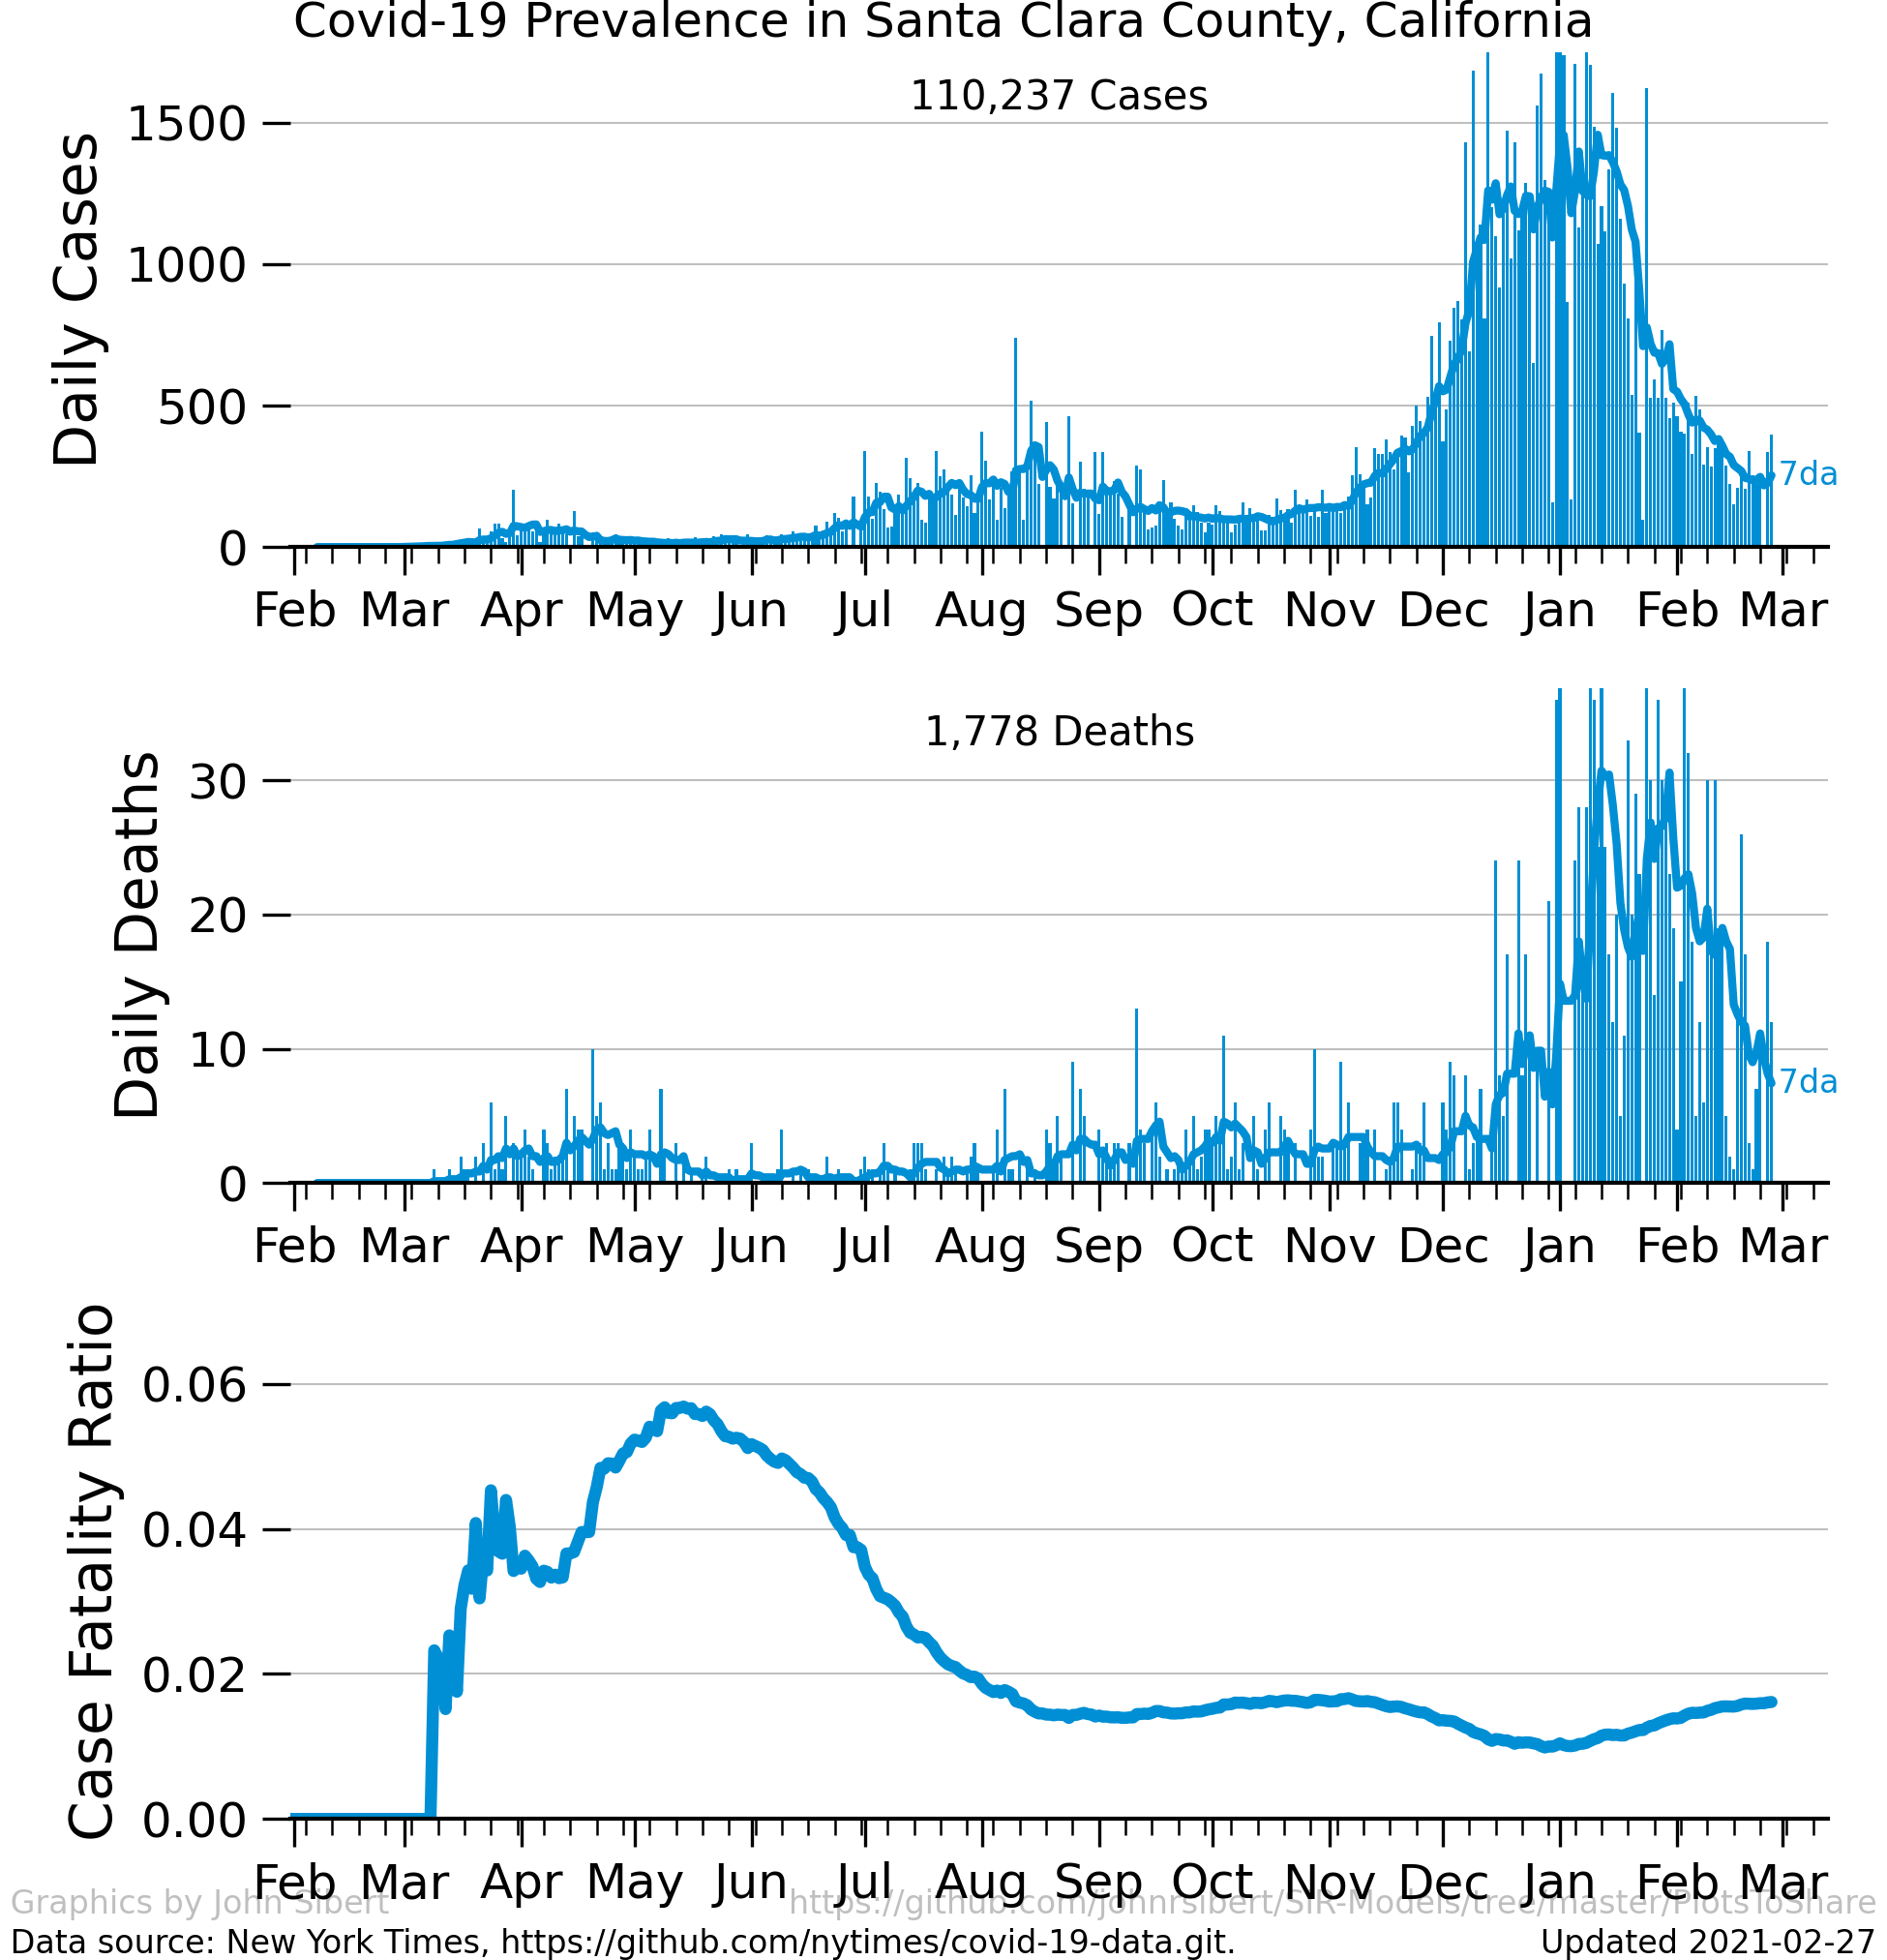 Covid-19 Prevalence in Santa Clara County, California
110,237 Cases
Daily Cases
1500
1000
500
0
7da
Feb Mar Apr May Jun Jul Aug Sep Oct Nov Dec Jan Feb Mar
1,778 Deaths
Daily Deaths
30
20
10
0
7da
Feb Mar Apr May Jun Jul Aug Sep Oct Nov Dec Jan Feb Mar
Case Fatality Ratio
0.06
0.04
0.02
0.00
Feb Mar Apr May Jun Jul Aug Sep Oct Nov Dec Jan Feb Mar
Graphics by John Sibert https://github.com/johnrsibert/SIR-Models/tree/master/PlotsToShare
Data source: New York Times, https://github.com/nytimes/covid-19-data.git. Updated 2021-02-27